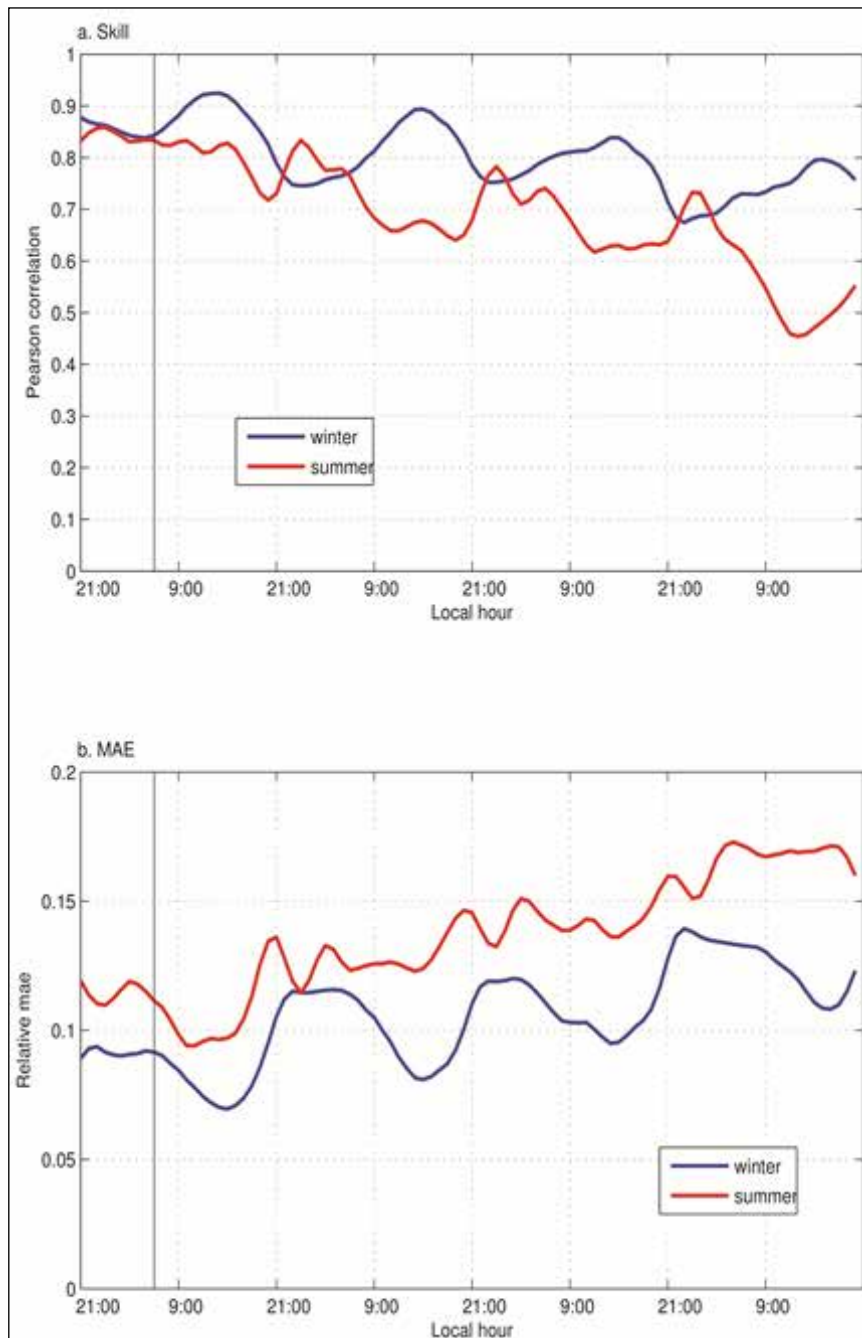 a. Skill
1
0.9
0.8
0.7
0.6
0.5
0.4
0.3
0.2
0.1
0
Pearson correlation
winter
summer
21:00 9:00 21:00 9:00 21:00 9:00 21:00 9:00
Local hour
b. MAE
0.2
0.15
0.1
0.05
0
Relative mae
winter
summer
21:00 9:00 21:00 9:00 21:00 9:00 21:00 9:00
Local hour